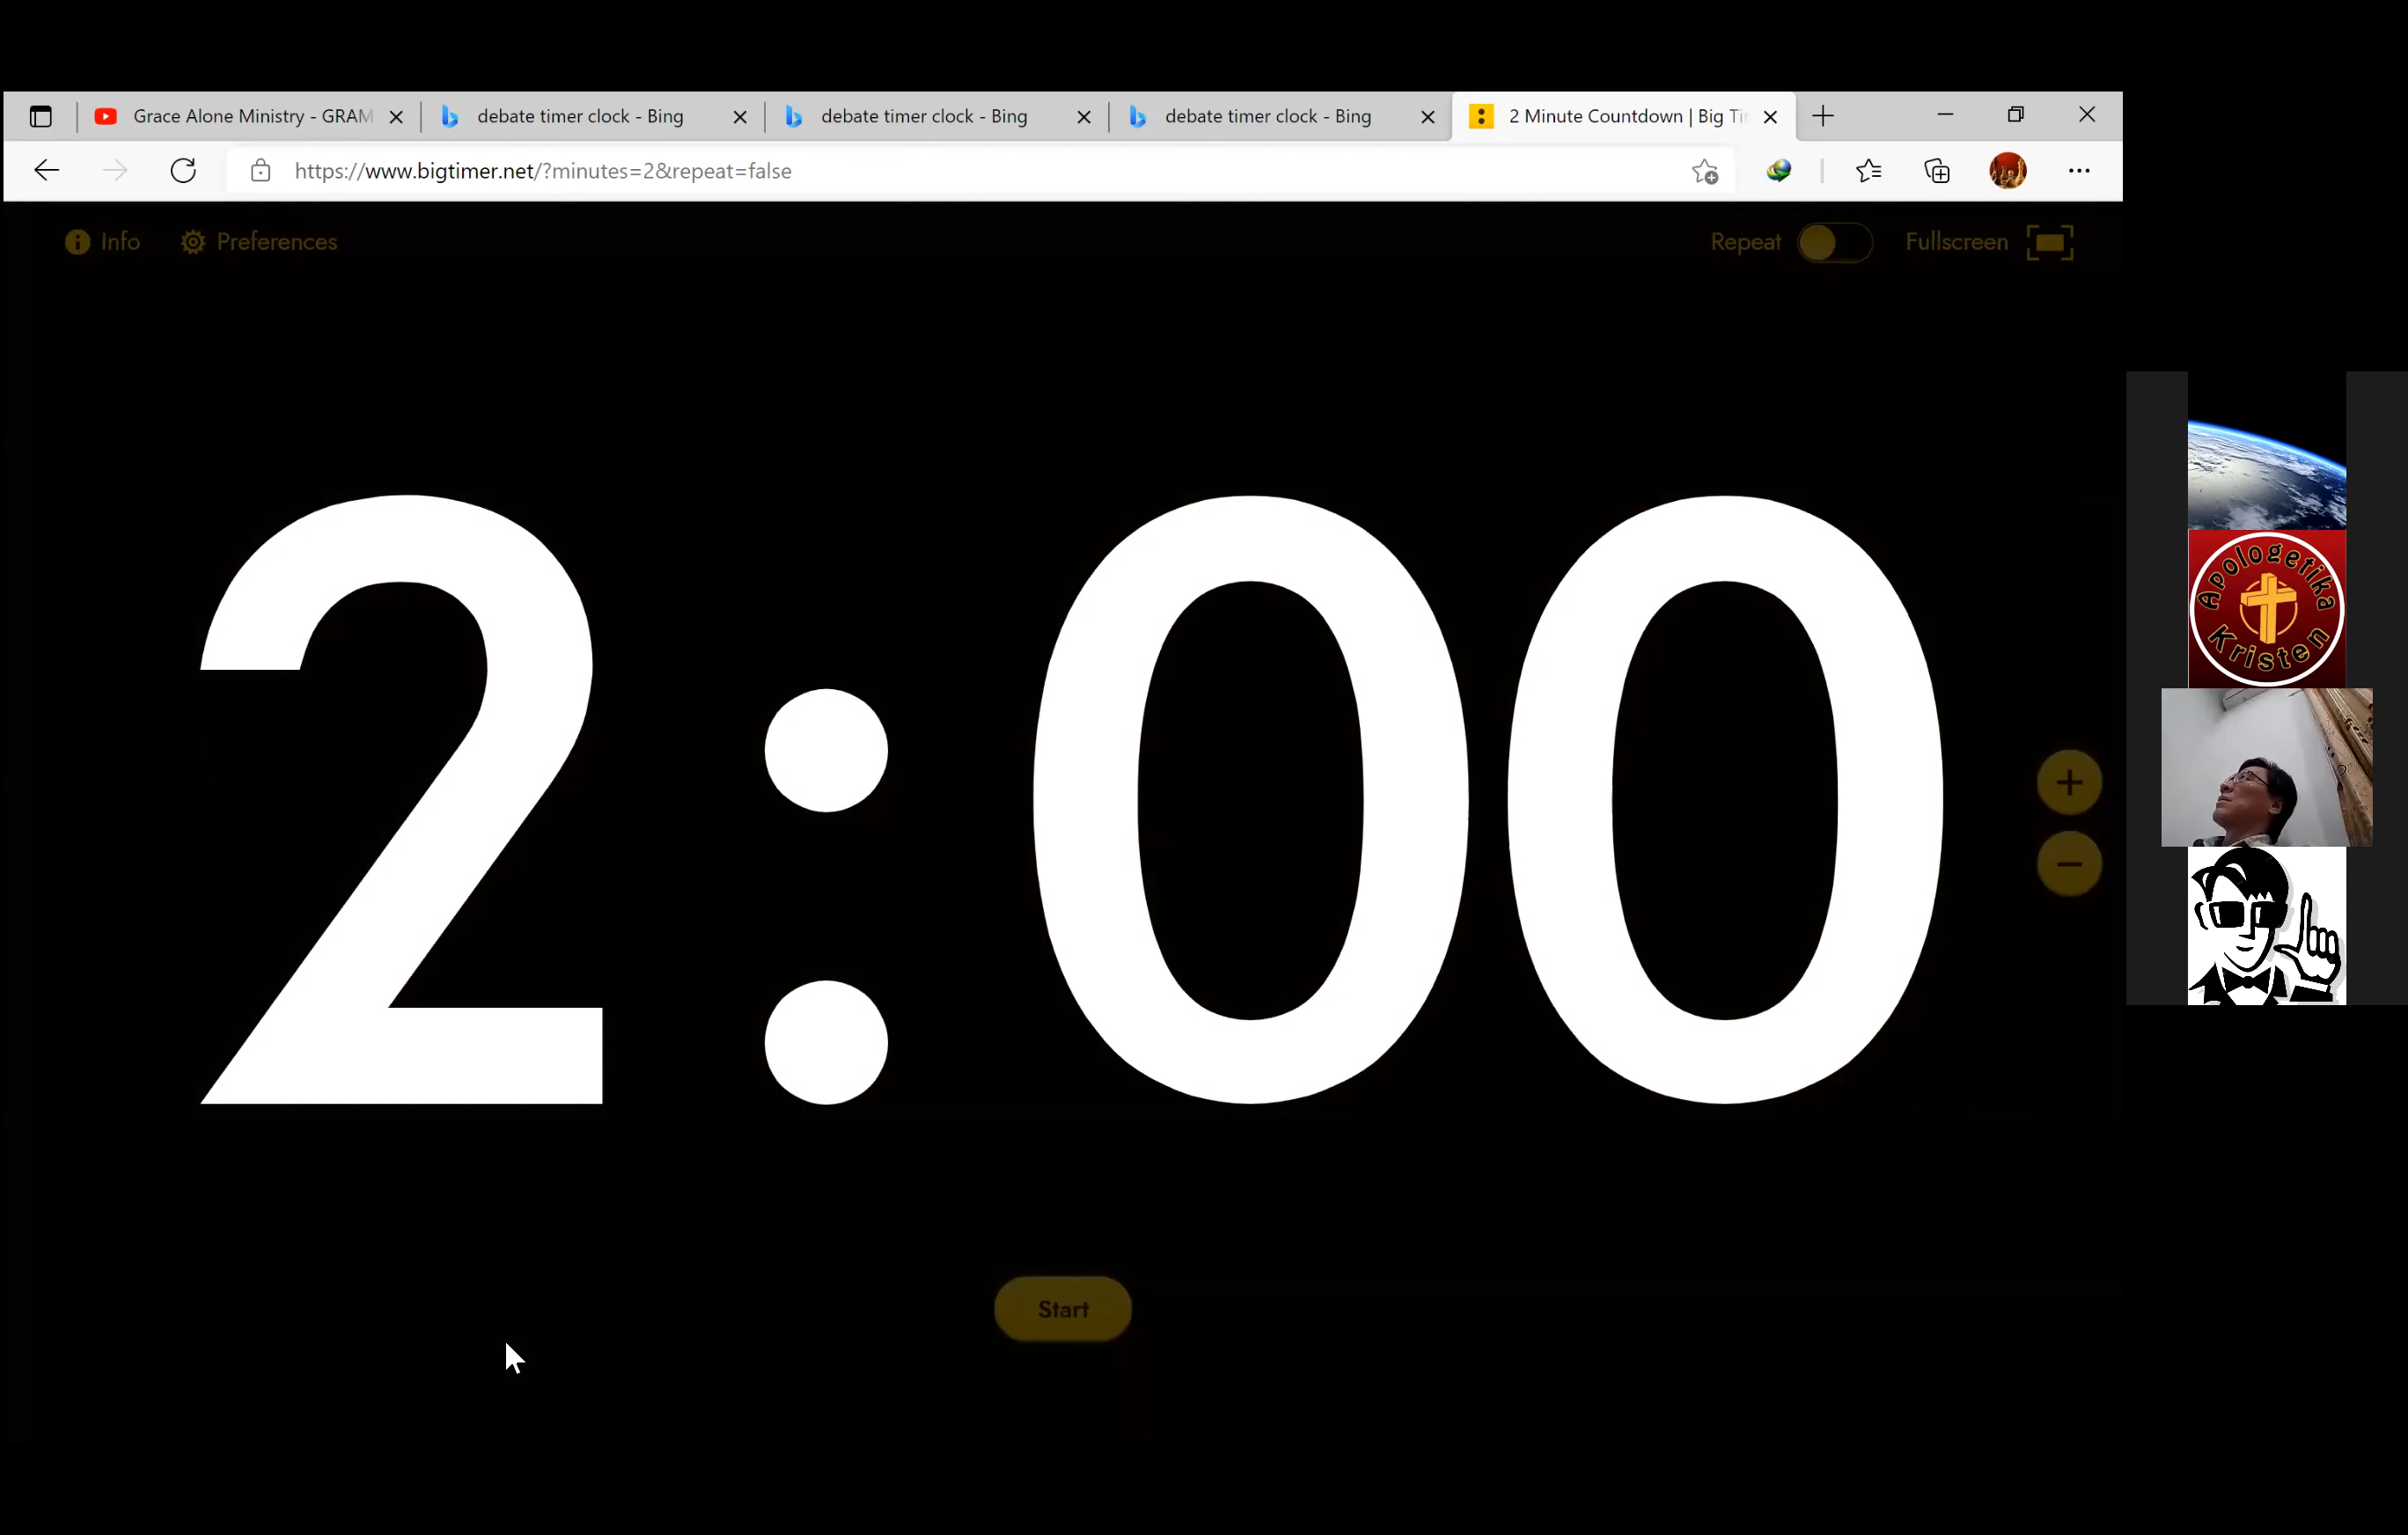 Grace Alone Ministry - GRAM
debate timer clock - Bing
debate timer clock - Bing
debate timer clock - Bing
2 Minute Countdown | Big Ti
https://www.bigtimer.net/?minutes=2&repeat=false
Info
Preferences
Repeat
Fullscreen
2:00
Start
Apologetika
Kristen